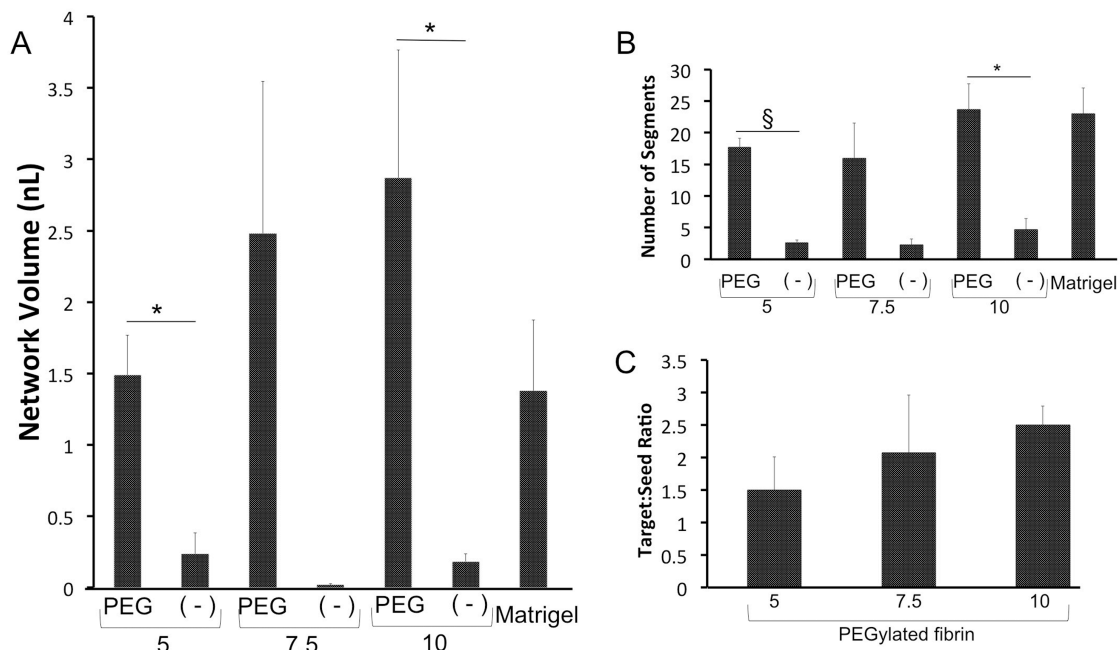 A
Network Volume (nL)
4
3.5
3
2.5
2
1.5
1
0.5
0
*
*
PEG (-) PEG (-) PEG (-) Matrigel
5 7.5 10
B
Number of Segments
30
25
20
15
10
5
0
§
*
PEG (-) PEG (-) PEG (-) Matrigel
5 7.5 10
C
Target:Seed Ratio
3.5
3
2.5
2
1.5
1
0.5
0
5 7.5 10
PEGylated fibrin